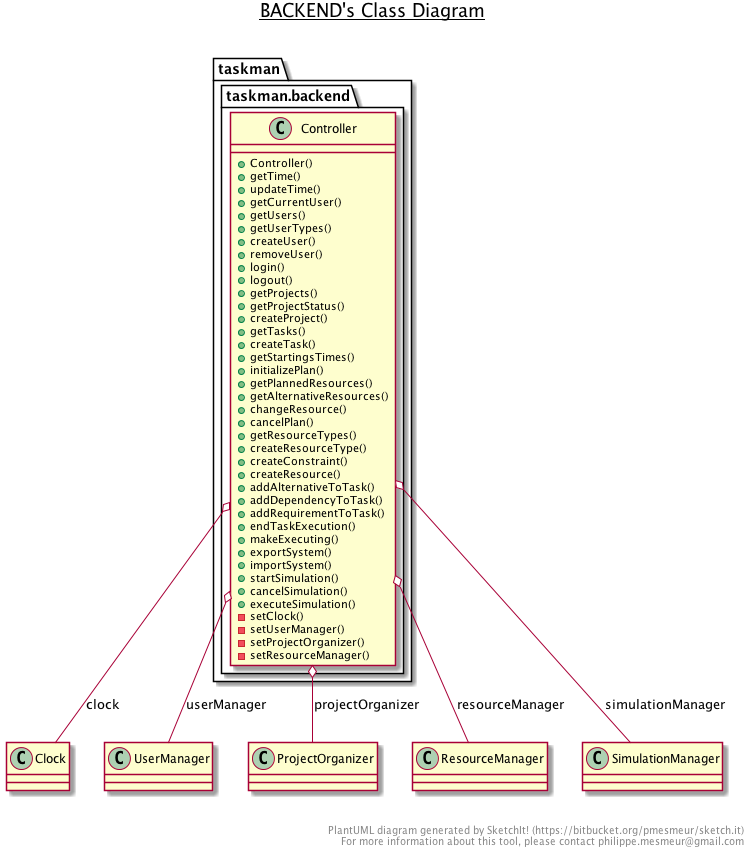 BACKEND's Class Diagram
taskman
taskman.backend
C Controller
Controller()
getTime()
updateTime()
getCurrentUser()
getUsers()
getUserTypes()
createUser()
removeUser()
login()
logout()
getProjects()
getProjectStatus()
createProject()
getTasks()
createTask()
getStartingsTimes()
initializePlan()
getPlannedResources()
getAlternativeResources()
changeResource()
cancelPlan()
getResourceTypes()
createResourceType()
createConstraint()
createResource()
addAlternativeToTask()
addDependencyToTask()
addRequirementToTask()
endTaskExecution()
makeExecuting()
exportSystem()
importSystem()
startSimulation()
cancelSimulation()
executeSimulation()
setClock()
setUserManager()
setProjectOrganizer()
setResourceManager()
clock userManager projectOrganizer resourceManager simulationManager
C Clock C UserManager C ProjectOrganizer C ResourceManager C SimulationManager
PlantUML diagram generated by SketchIt! (https://bitbucket.org/pmesmeur/sketch.it)
For more information about this tool, please contact philippe.mesmeur@gmail.com